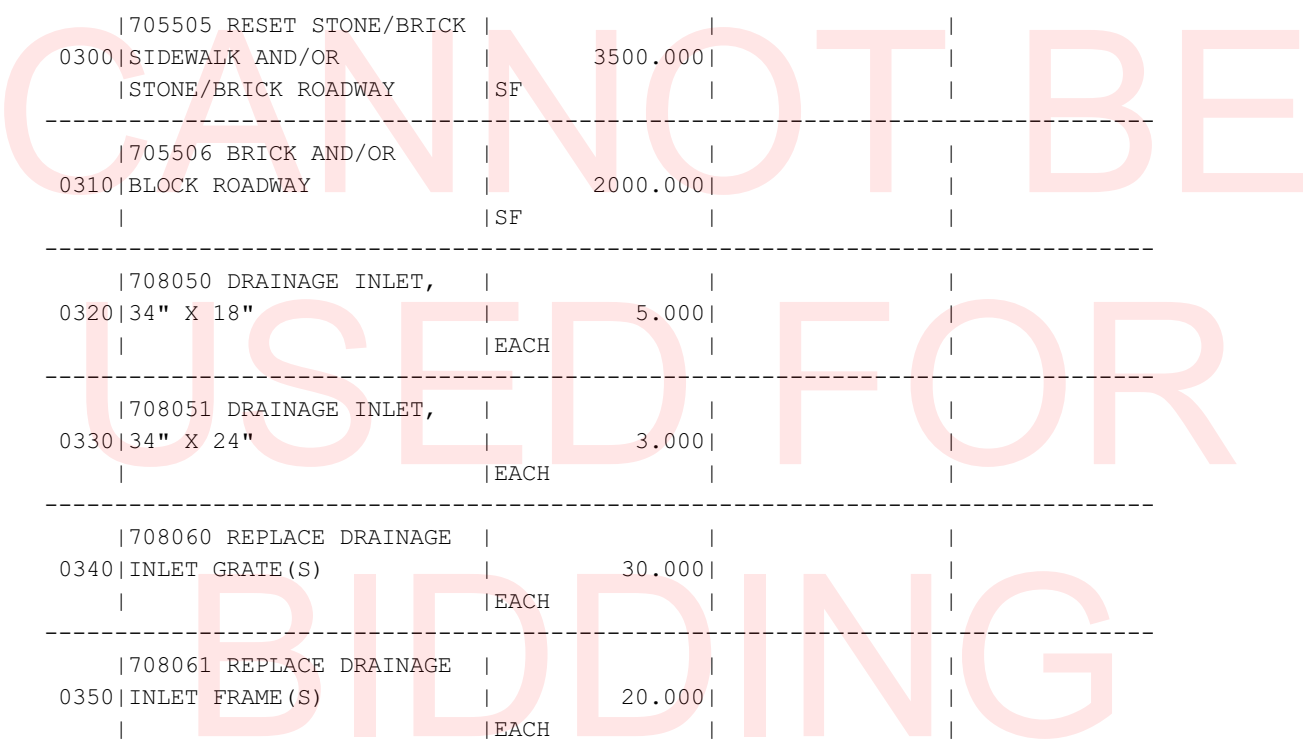 |705505 RESET STONE/BRICK | | |
0300|SIDEWALK AND/OR | 3500.000| |
|STONE/BRICK ROADWAY |SF | |
--------------------------------------------------------------------------------
|705506 BRICK AND/OR | | |
0310|BLOCK ROADWAY | 2000.000| |
| |SF | |
--------------------------------------------------------------------------------
|708050 DRAINAGE INLET, | | |
0320|34" X 18" | 5.000| |
| |EACH | |
--------------------------------------------------------------------------------
|708051 DRAINAGE INLET, | | |
0330|34" X 24" | 3.000| |
| |EACH | |
--------------------------------------------------------------------------------
|708060 REPLACE DRAINAGE | | |
0340|INLET GRATE(S) | 30.000| |
| |EACH | |
--------------------------------------------------------------------------------
|708061 REPLACE DRAINAGE | | |
0350|INLET FRAME(S) | 20.000| |
| |EACH | |
CANNOT BE
USED FOR
BIDDING